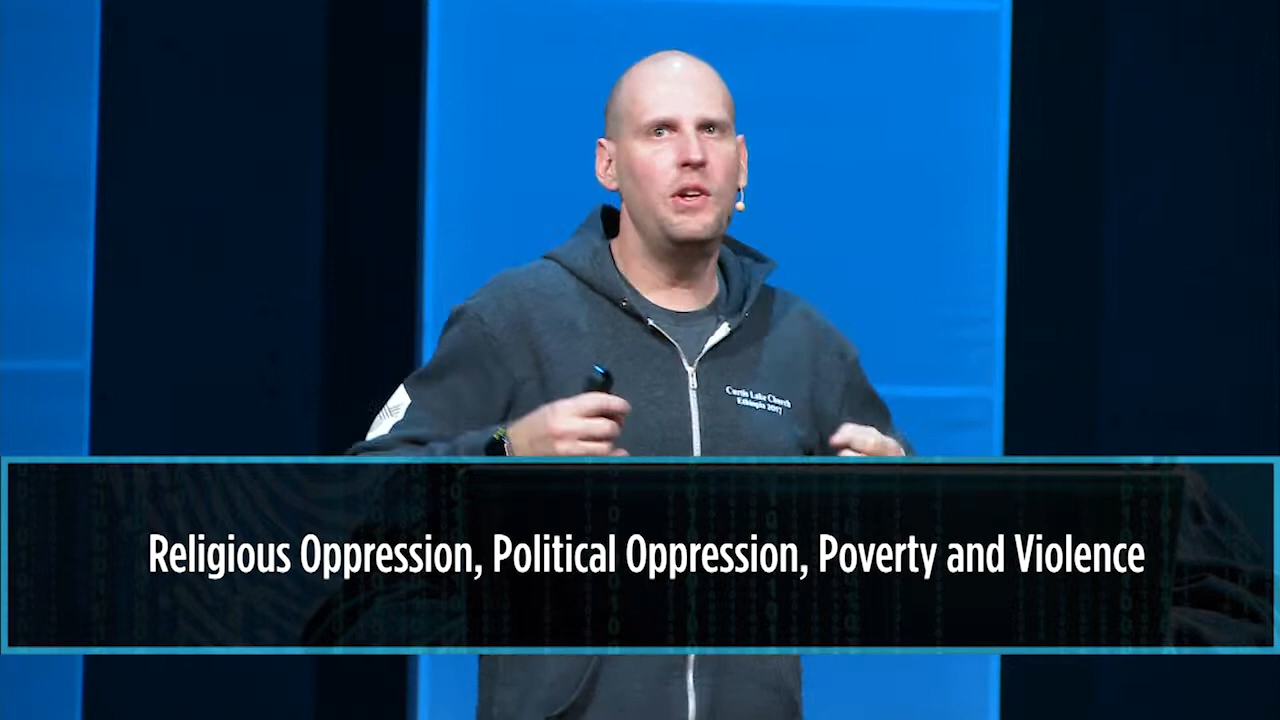 Curtis Lake Church
Ethiopia 2017
Religious Oppression, Political Oppression, Poverty and Violence